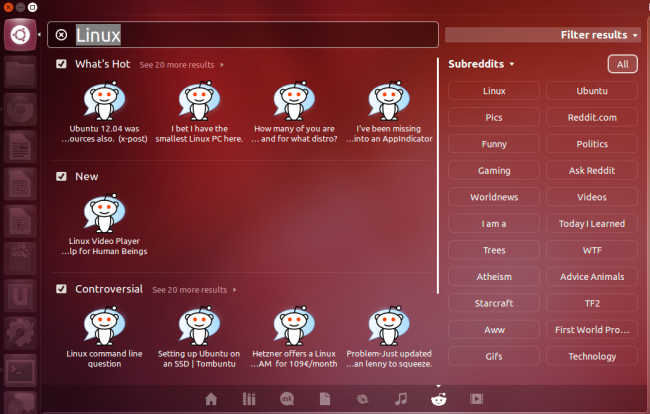 Linux
Filter results
What's Hot
See 20 more results
Ubuntu 12.04 was
...ources also. (x-post)
I bet I have the
smallest Linux PC here.
How many of you are
... and for what distro?
I've been missing
...into an AppIndicator
New
Linux Video Player
...lp for Human Beings
Controversial
See 20 more results
Linux command line
question
Setting up Ubuntu on
an SSD | Tombuntu
Hetzner offers a Linux
...AM for 109€/month
Problem-Just updated
...an lenny to squeeze.
Subreddits
All
Linux
Ubuntu
Pics
Reddit.com
Funny
Politics
Gaming
Ask Reddit
Worldnews
Videos
I am a
Today I Learned
Trees
WTF
Atheism
Advice Animals
Starcraft
TF2
Aww
First World Pro...
Gifs
Technology
ask